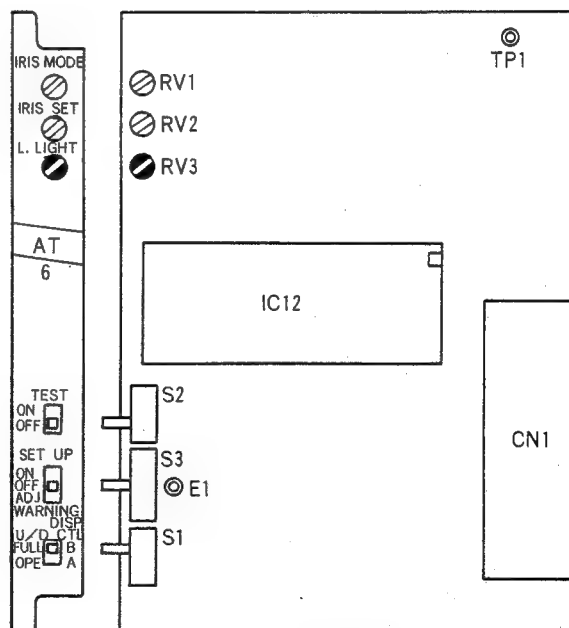 IRIS MODE
IRIS SET
L. LIGHT
AT
6
TEST
ON
OFF
SET UP
ON
OFF
ADJ
WARNING
DISP
U/D CTL
FULL B
OPE A
RV1
RV2
RV3
TP1
IC12
S2
S3
E1
S1
CN1